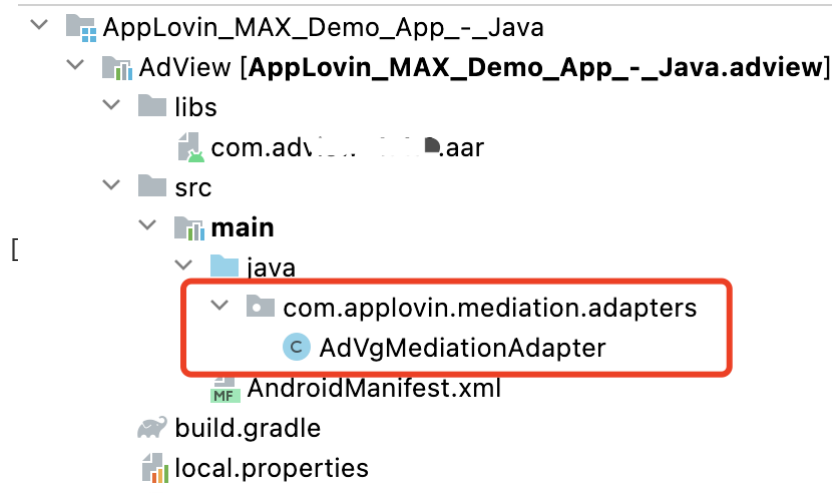 AppLovin_MAX_Demo_App_-_Java
AdView [AppLovin_MAX_Demo_App_-_Java.adview]
libs
.aar
src
main
java
[
com.applovin.mediation.adapters
C AdVgMediationAdapter
MF AndroidManifest.xml
build.gradle
local.properties